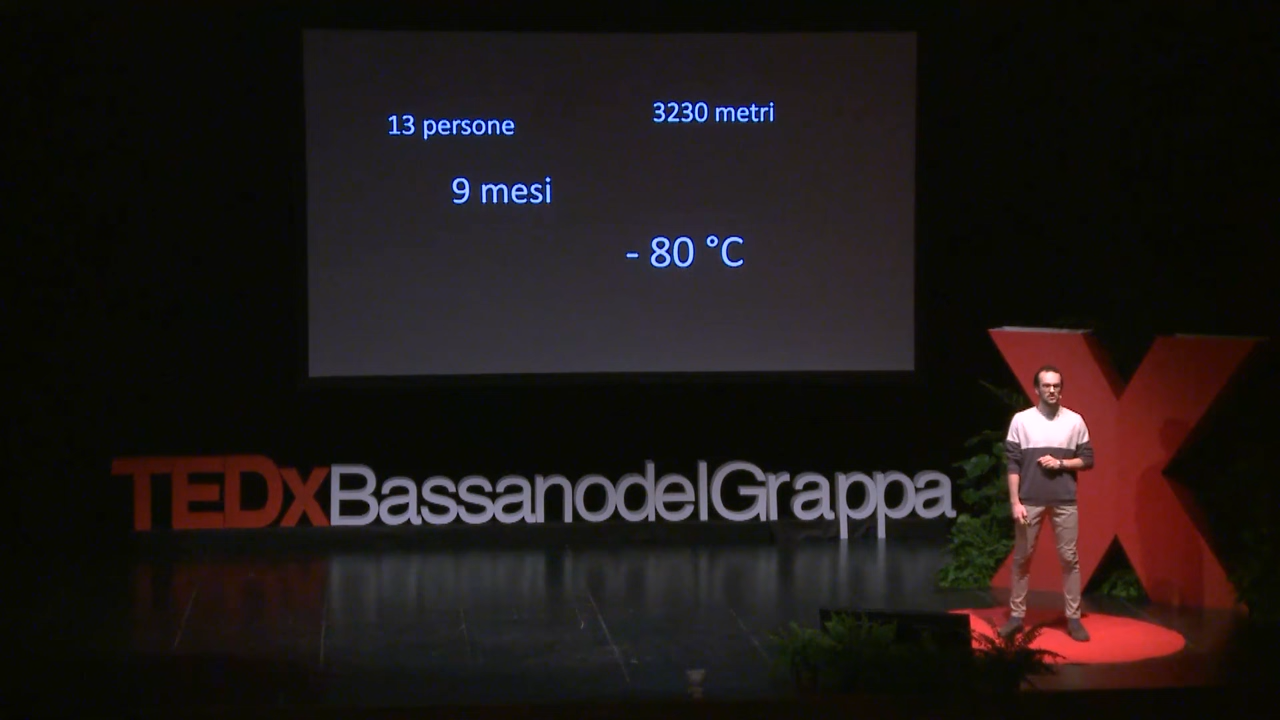 13 persone
3230 metri
9 mesi
- 80 °C
TEDxBassanodelGrappa
X